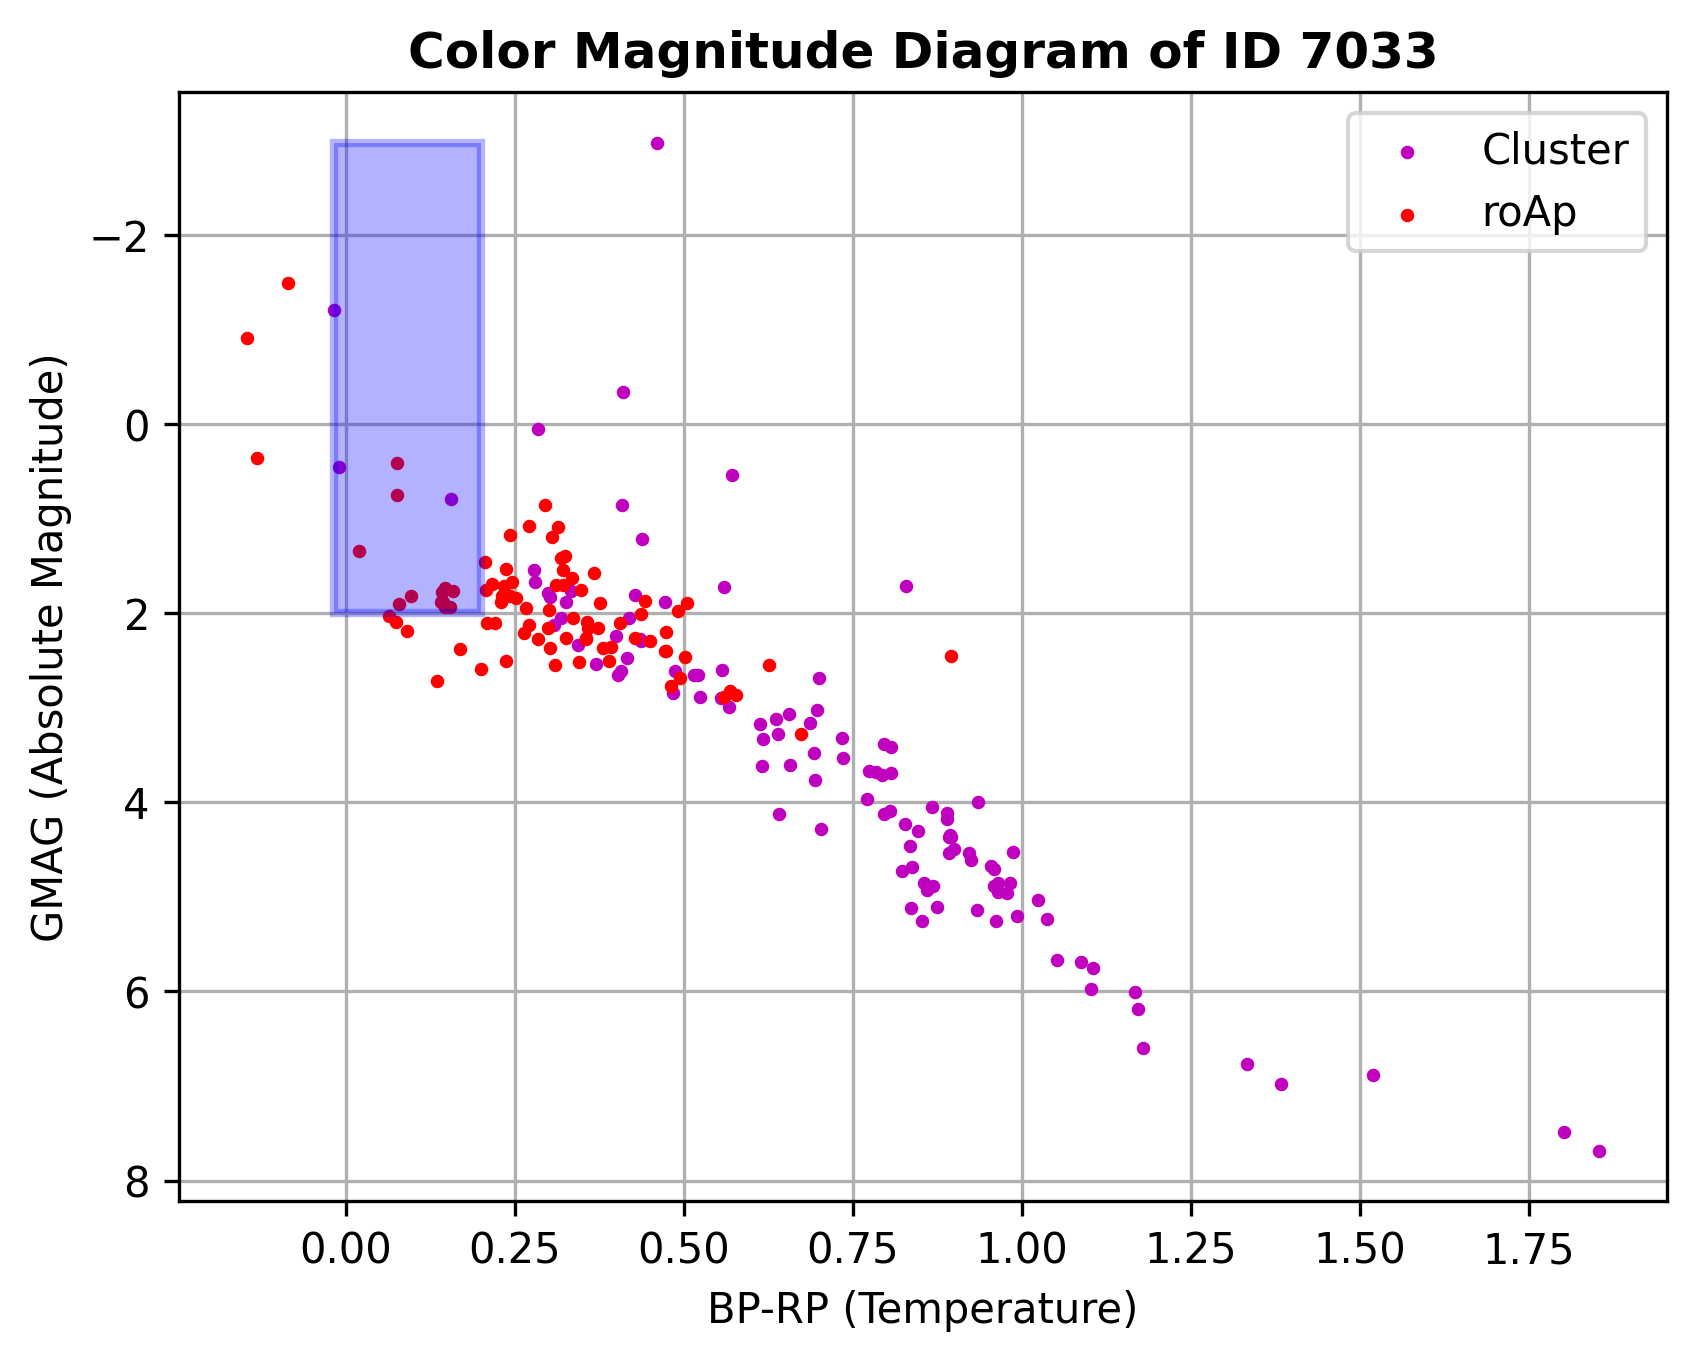 Color Magnitude Diagram of ID 7033
Cluster
roAp
−2
0
2
4
6
8
GMAG (Absolute Magnitude)
0.00 0.25 0.50 0.75 1.00 1.25 1.50 1.75
BP-RP (Temperature)